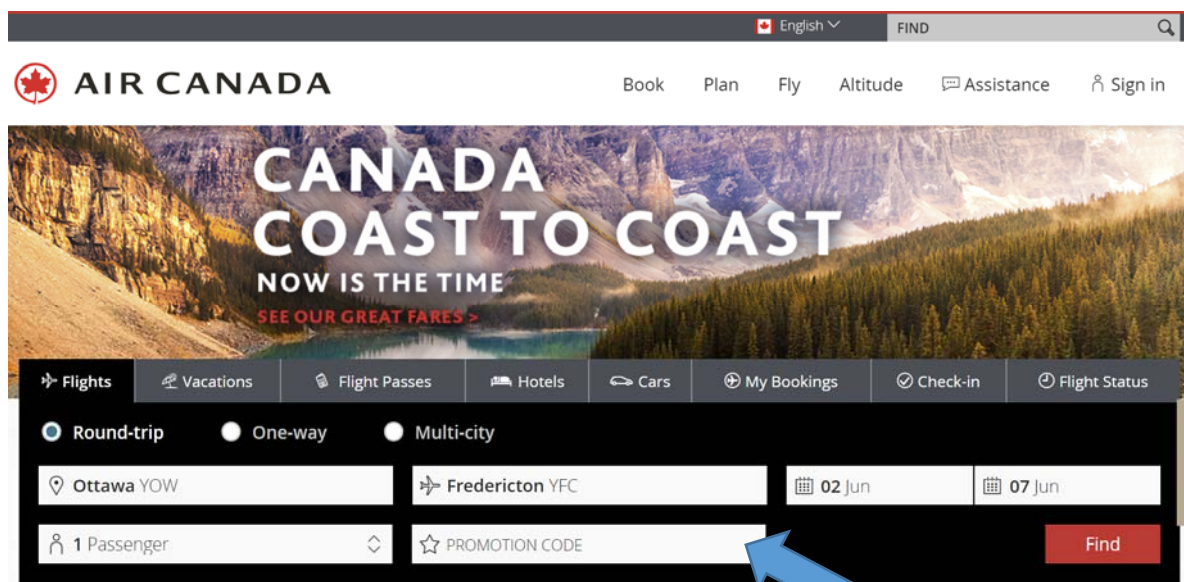 English
FIND
AIR CANADA
Book Plan Fly Altitude Assistance Sign in
CANADA
COAST TO COAST
NOW IS THE TIME
SEE OUR GREAT FARES >
Flights Vacations Flight Passes Hotels Cars My Bookings Check-in Flight Status
Round-trip One-way Multi-city
Ottawa YOW Fredericton YFC 02 Jun 07 Jun
1 Passenger PROMOTION CODE Find